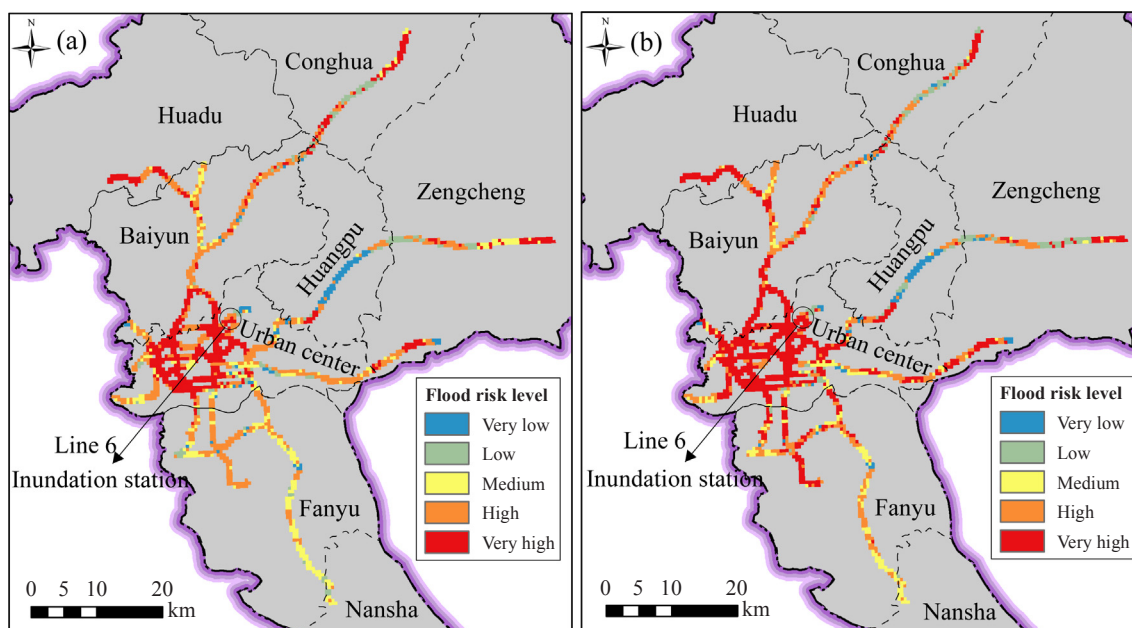 N
(a)
Conghua
Huadu
Zengcheng
Baiyun
Huangpu
Urban center
Line 6
Inundation station
Fanyu
Nansha
Flood risk level
Very low
Low
Medium
High
Very high
0 5 10 20
km
N
(b)
Conghua
Huadu
Zengcheng
Baiyun
Huangpu
Urban center
Line 6
Inundation station
Fanyu
Nansha
Flood risk level
Very low
Low
Medium
High
Very high
0 5 10 20
km